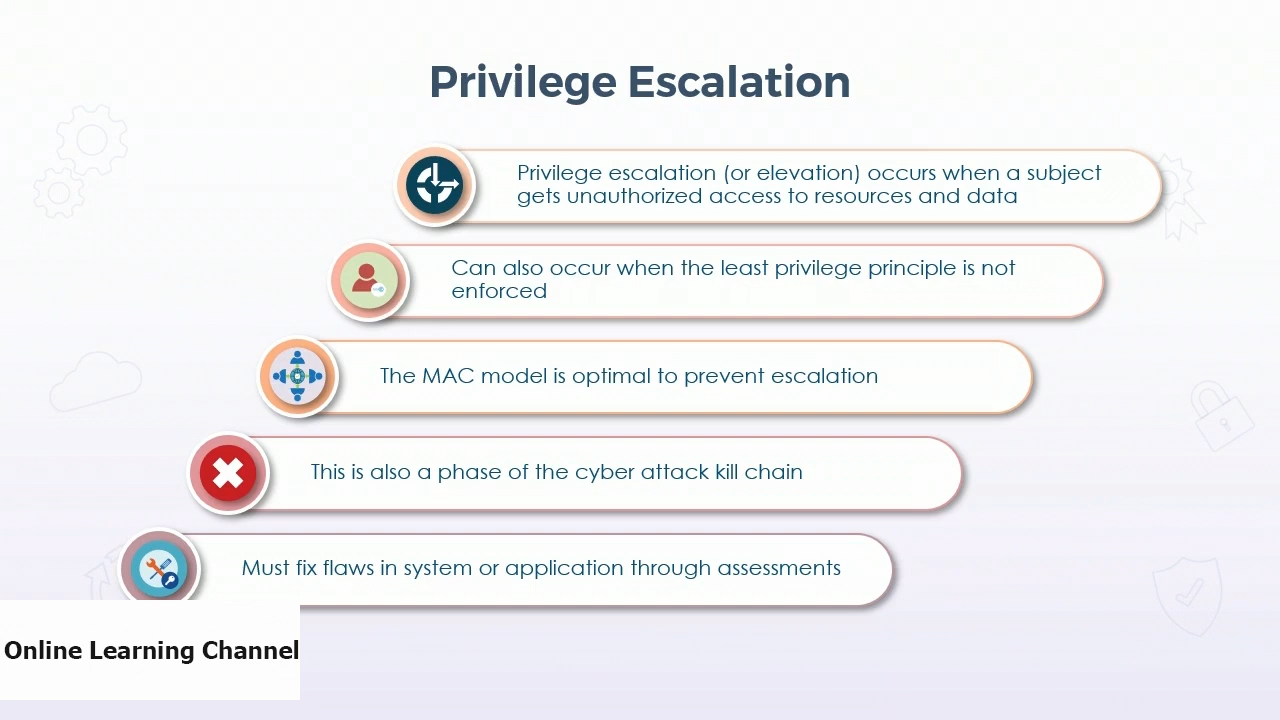 Privilege Escalation
Privilege escalation (or elevation) occurs when a subject
gets unauthorized access to resources and data
Can also occur when the least privilege principle is not
enforced
The MAC model is optimal to prevent escalation
This is also a phase of the cyber attack kill chain
Must fix flaws in system or application through assessments
Online Learning Channel